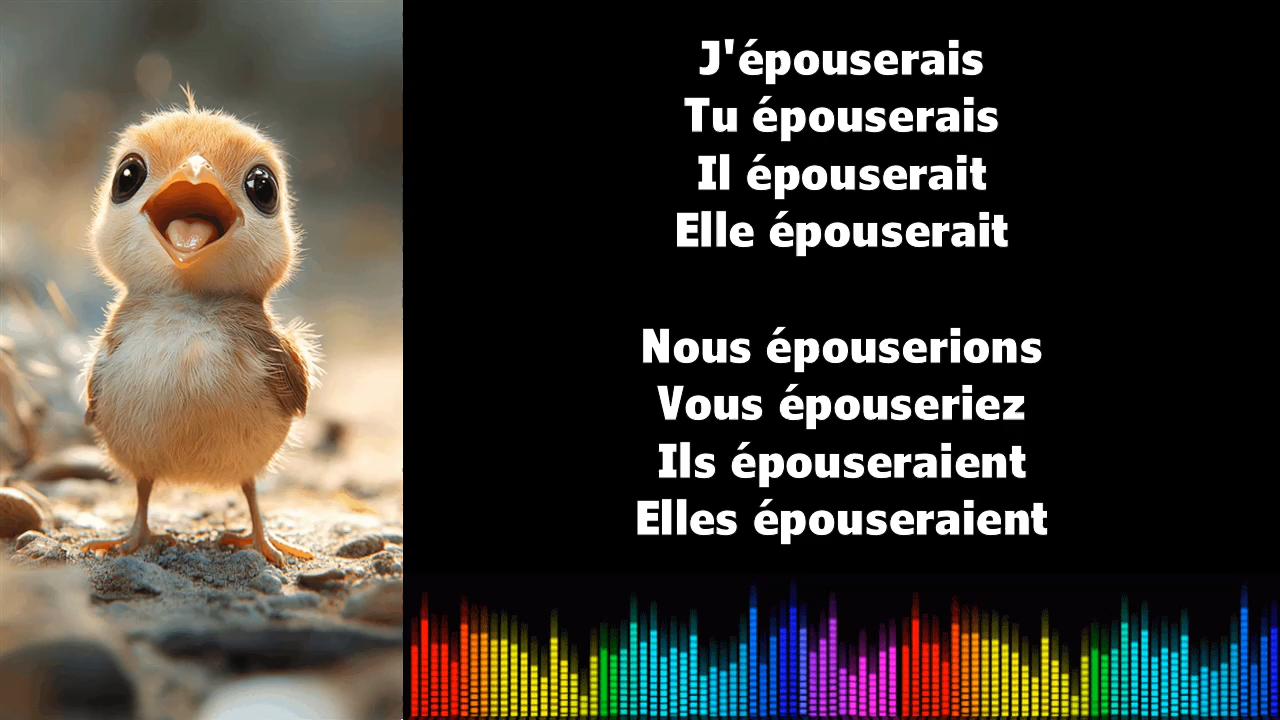 J'épouserais
Tu épouserais
Il épouserait
Elle épouserait
Nous épouserions
Vous épouseriez
Ils épouseraient
Elles épouseraient